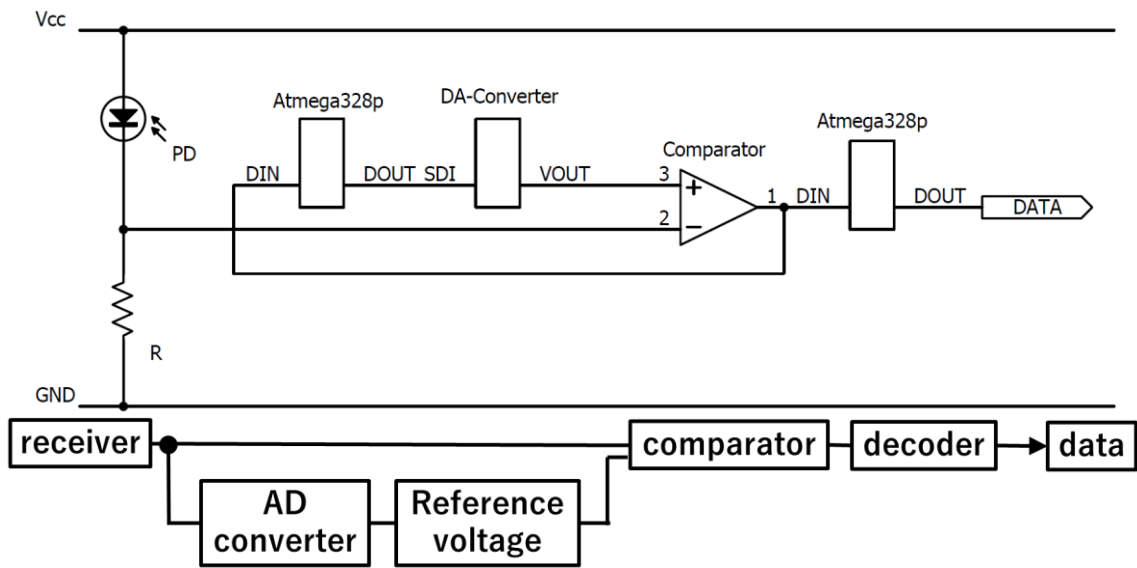 Vcc
Atmega328p
DA-Converter
Atmega328p
Comparator
PD
DIN
DOUT
SDI
VOUT
3
+
2
−
1
DIN
DOUT
DATA
R
GND
receiver
comparator
decoder
data
AD
converter
Reference
voltage